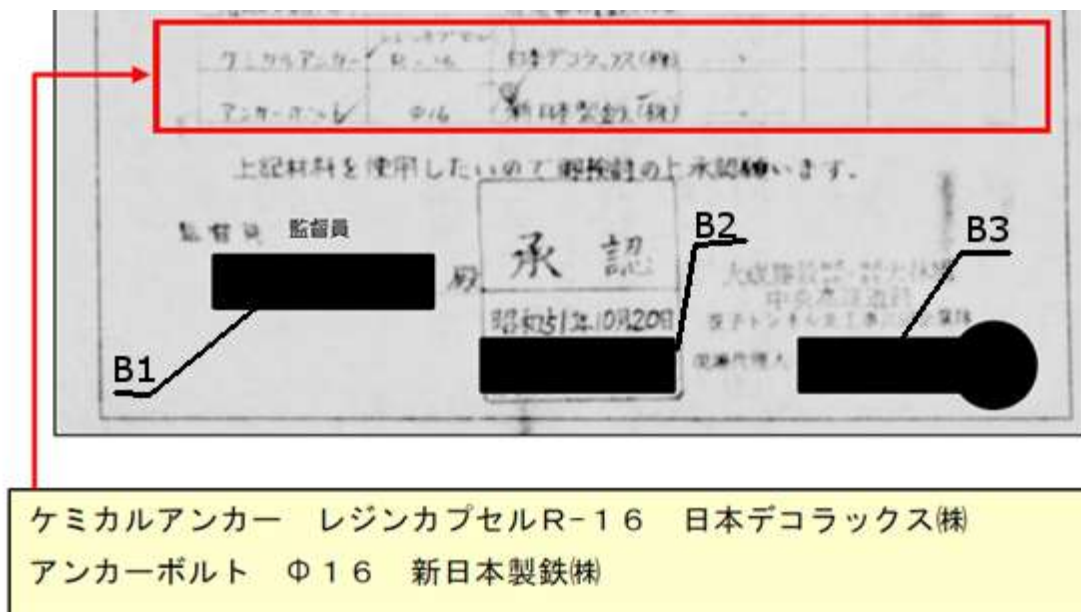 ケミカルアンカー レジンカプセル R-16 日本デコラックス(株) 〃
アンカーボルト φ16 新日本製鉄(株) 〃
上記材料を使用したいので御検討の上承認願います。
監督員 監督員
殿
承認
昭和51年10月20日
中央高速道路
現場代理人
B1
B2
B3
ケミカルアンカー レジンカプセルR-16 日本デコラックス㈱
アンカーボルト Φ16 新日本製鉄㈱